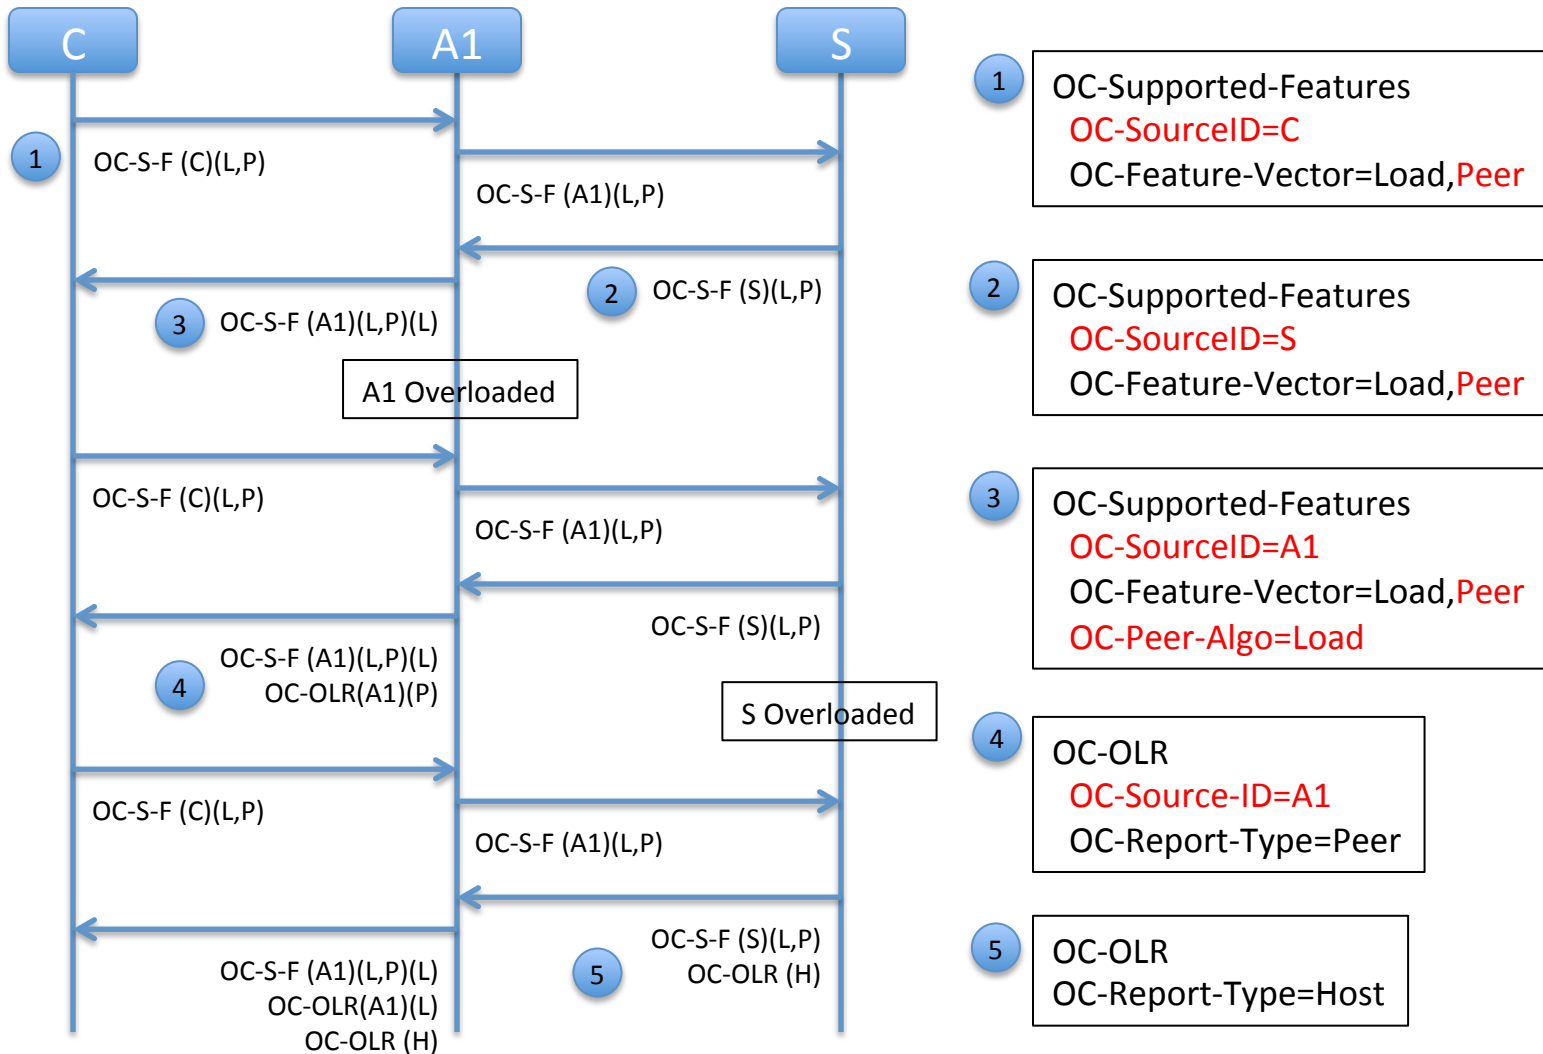 C
A1
S
1
OC-S-F (C)(L,P)
OC-S-F (A1)(L,P)
2
OC-S-F (S)(L,P)
3
OC-S-F (A1)(L,P)(L)
A1 Overloaded
OC-S-F (C)(L,P)
OC-S-F (A1)(L,P)
OC-S-F (S)(L,P)
4
OC-S-F (A1)(L,P)(L)
OC-OLR(A1)(P)
S Overloaded
OC-S-F (C)(L,P)
OC-S-F (A1)(L,P)
5
OC-S-F (S)(L,P)
OC-OLR (H)
OC-S-F (A1)(L,P)(L)
OC-OLR(A1)(L)
OC-OLR (H)
1
OC-Supported-Features
OC-SourceID=C
OC-Feature-Vector=Load,Peer
2
OC-Supported-Features
OC-SourceID=S
OC-Feature-Vector=Load,Peer
3
OC-Supported-Features
OC-SourceID=A1
OC-Feature-Vector=Load,Peer
OC-Peer-Algo=Load
4
OC-OLR
OC-Source-ID=A1
OC-Report-Type=Peer
5
OC-OLR
OC-Report-Type=Host